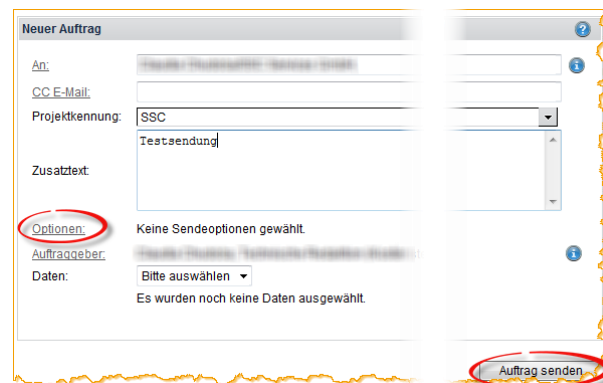 Neuer Auftrag
An:
CC E-Mail:
Projektkennung: SSC
Testsendung
Zusatztext:
Optionen: Keine Sendeoptionen gewählt.
Auftraggeber:
Daten: Bitte auswählen
Es wurden noch keine Daten ausgewählt.
Auftrag senden